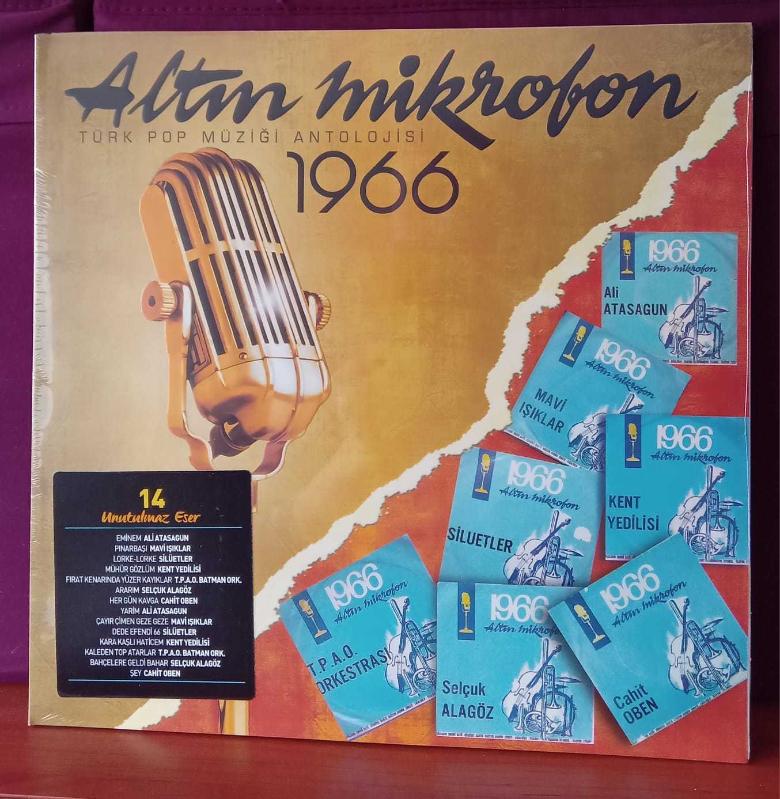 Altın mikrofon
TÜRK POP MÜZİĞİ ANTOLOJİSİ
1966
1966
Altın mikrofon
Ali
ATASAGUN
1966
Altın mikrofon
MAVİ
IŞIKLAR
1966
Altın mikrofon
KENT
YEDİLİSİ
1966
Altın mikrofon
SİLUETLER
1966
Altın mikrofon
T.P.A.O.
ORKESTRASI
1966
Altın mikrofon
Selçuk
ALAGÖZ
1966
Altın mikrofon
Cahit
OBEN
14
Unutulmaz Eser
EMİNEM ALİ ATASAGUN
PINARBAŞI MAVİ IŞIKLAR
LORKE-LORKE SİLÜETLER
MÜHÜR GÖZLÜM KENT YEDİLİSİ
FIRAT KENARINDA YÜZER KAYIKLAR T.P.A.O. BATMAN ORK.
ARARIM SELÇUK ALAGÖZ
HER GÜN KAVGA CAHİT OBEN
YARİM ALİ ATASAGUN
ÇAYIR ÇİMEN GEZE GEZE MAVİ IŞIKLAR
DEDE EFENDİ 66 SİLÜETLER
KARA KAŞLI HATİCEM KENT YEDİLİSİ
KALEDEN TOP ATARLAR T.P.A.O. BATMAN ORK.
BAHÇELERE GELDİ BAHAR SELÇUK ALAGÖZ
ŞEY CAHİT OBEN